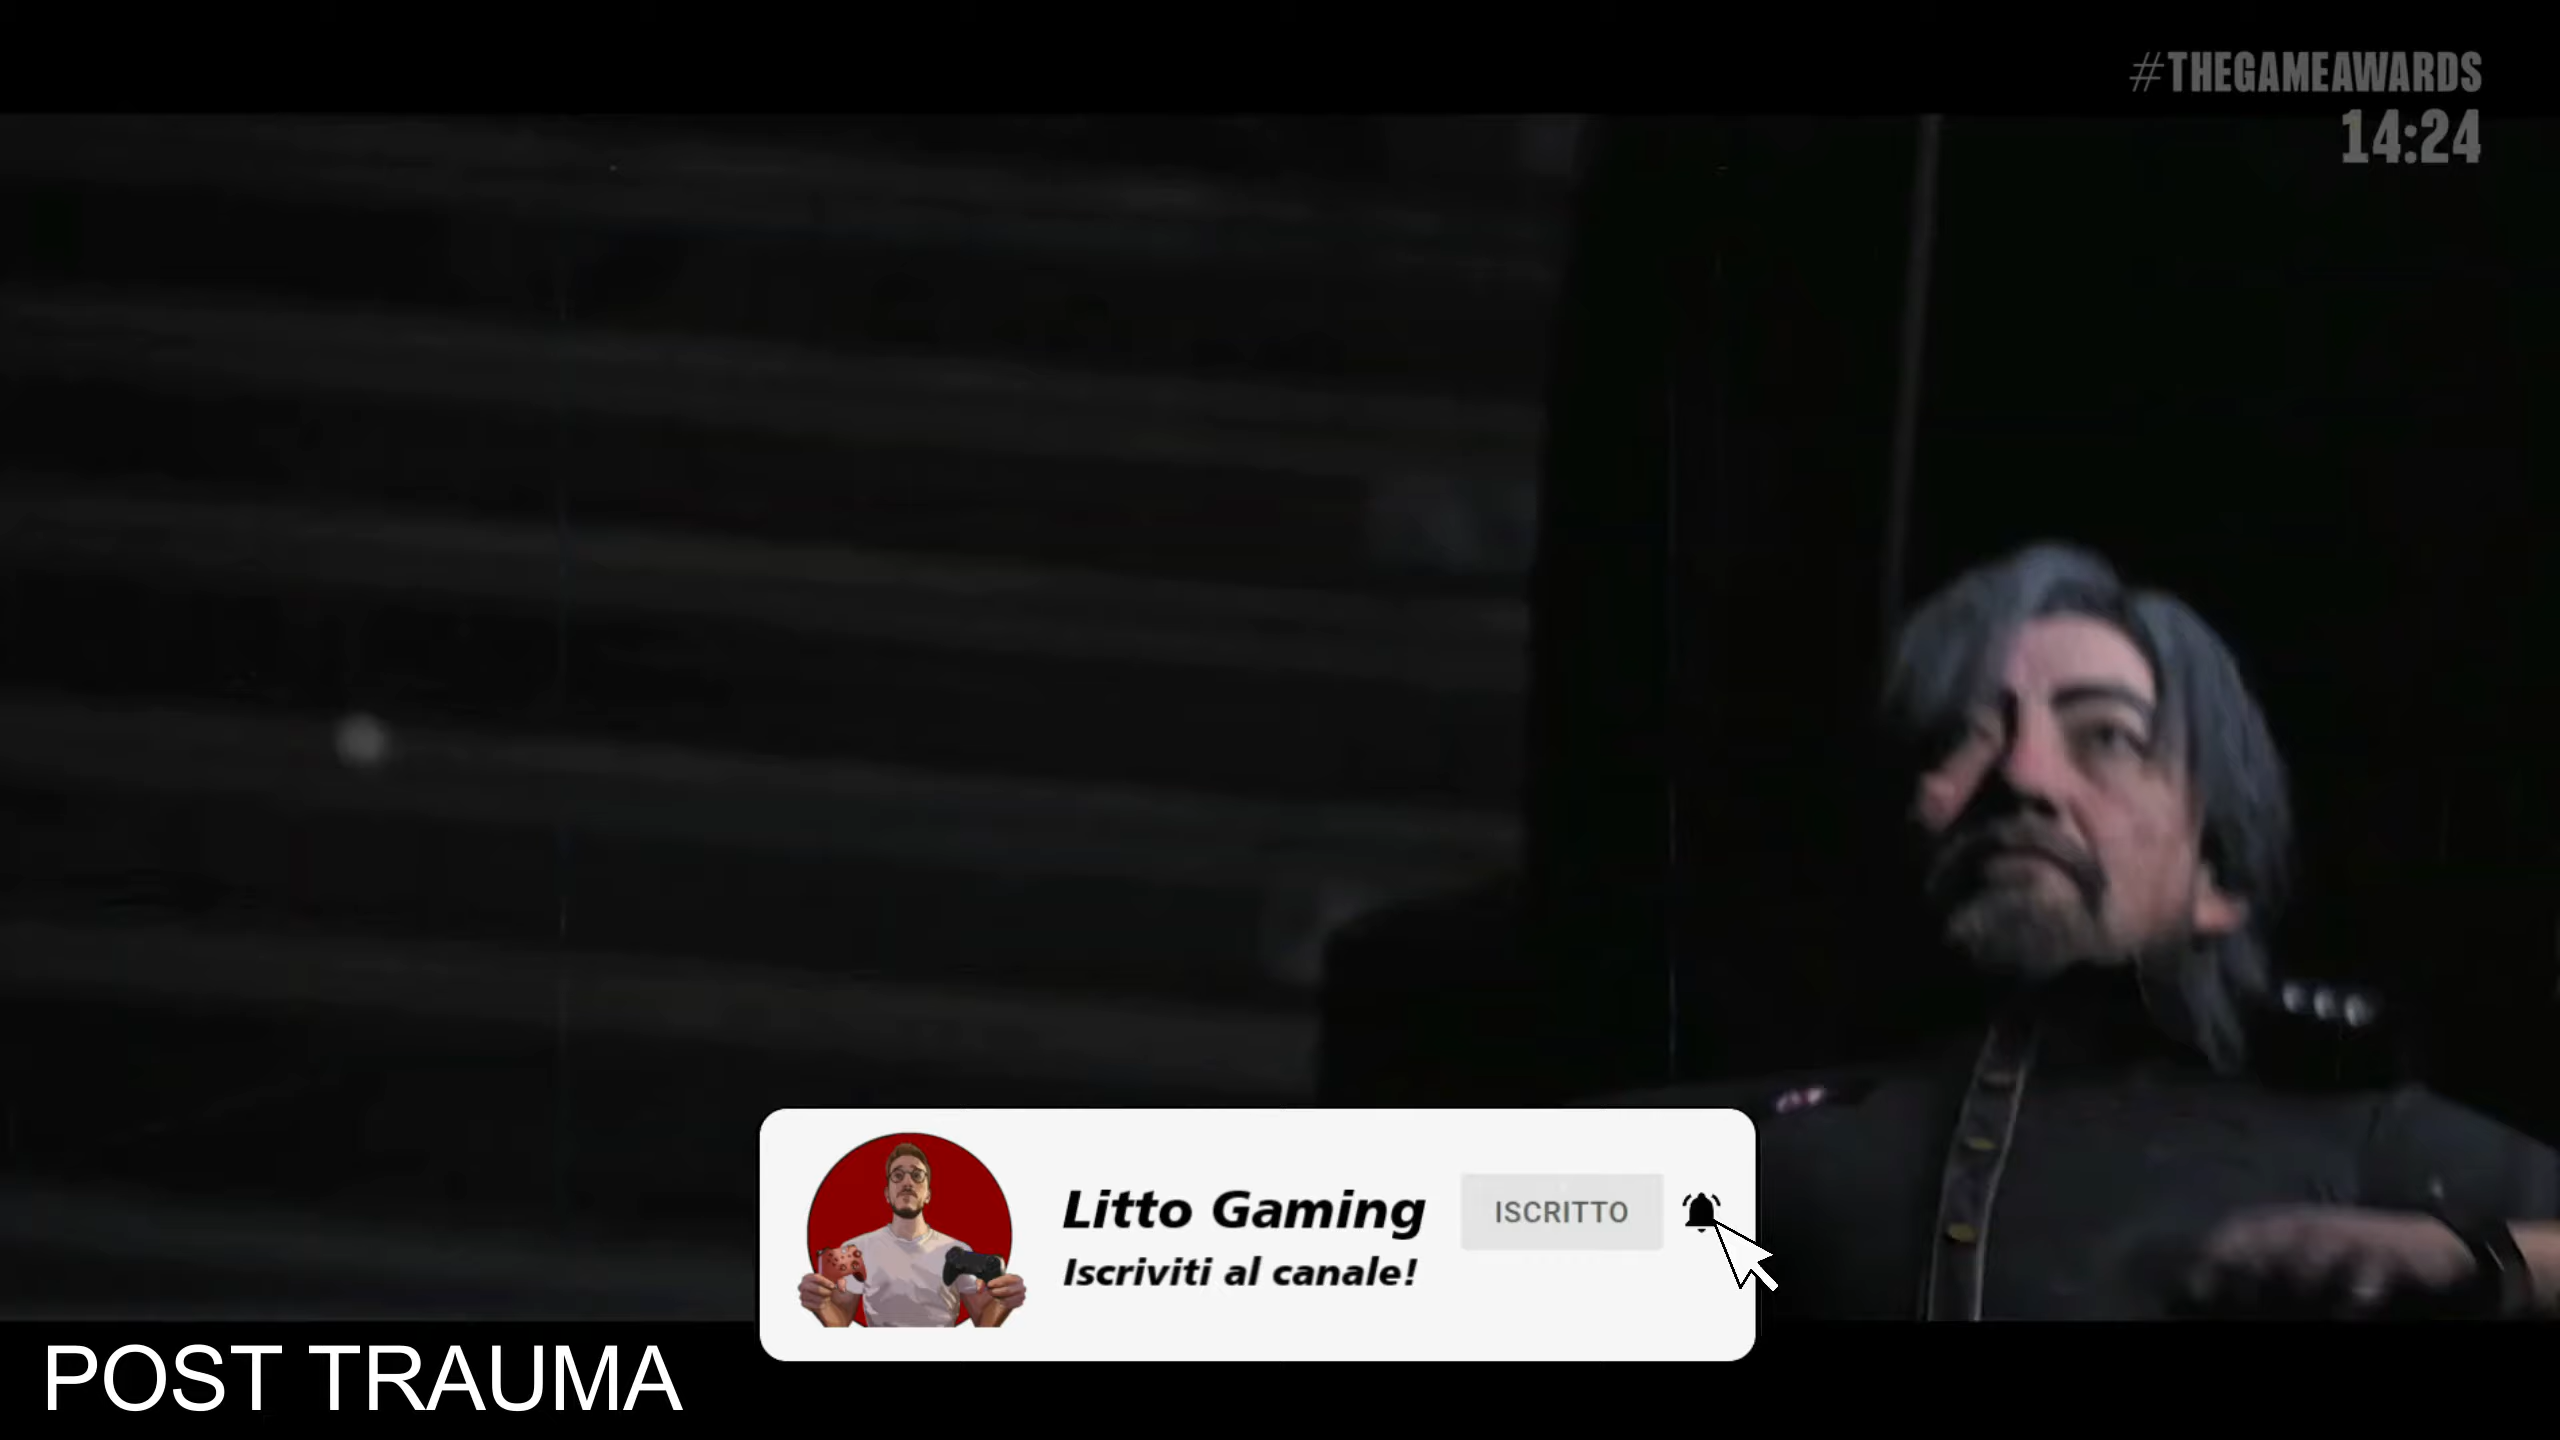 #THEGAMEAWARDS
14:24
Litto Gaming
ISCRITTO
Iscriviti al canale!
POST TRAUMA